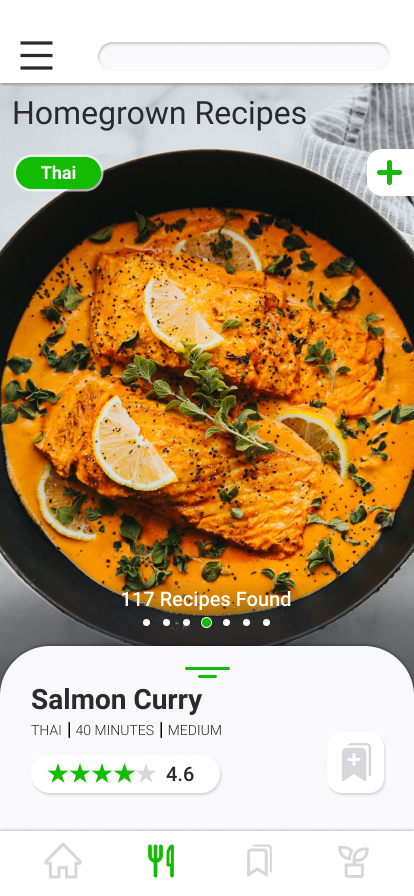 Homegrown Recipes
Thai
117 Recipes Found
Salmon Curry
THAI | 40 MINUTES | MEDIUM
4.6